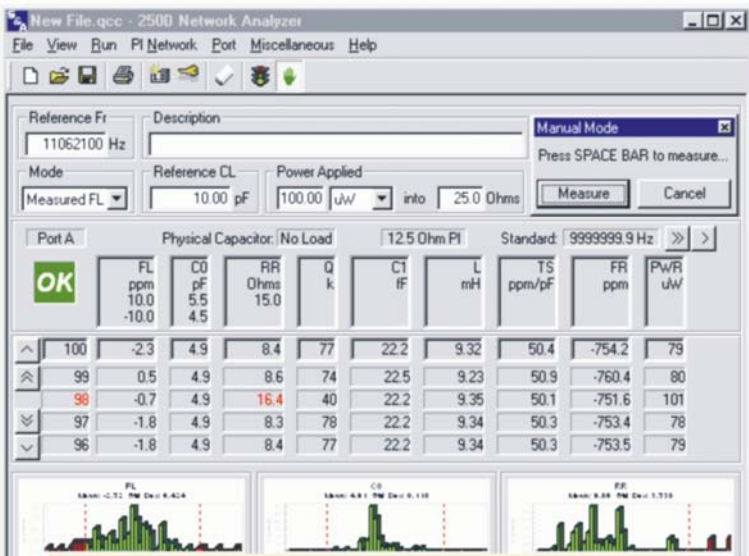 New File.qcc - 250D Network Analyzer
File View Run PI Network Port Miscellaneous Help
Reference Fr
11062100 Hz
Description
Manual Mode
Press SPACE BAR to measure...
Measure Cancel
Mode
Measured FL
Reference CL
10.00 pF
Power Applied
100.00 uW into 25.0 Ohms
Port A Physical Capacitor: No Load 12.5 Ohm PI Standard: 9999999.9 Hz
OK
FL C0 RR Q C1 L TS FR PWR
ppm pF Ohms k fF mH ppm/pF ppm uW
10.0 5.5 15.0
-10.0 4.5
100 -2.3 4.9 8.4 77 22.2 9.32 50.4 -754.2 79
99 0.5 4.9 8.6 74 22.5 9.23 50.9 -760.4 80
98 -0.7 4.9 16.4 40 22.2 9.35 50.1 -751.6 101
97 -1.8 4.9 8.3 78 22.2 9.34 50.3 -753.4 78
96 -1.8 4.9 8.4 77 22.2 9.34 50.3 -753.5 79
FL C0 RR